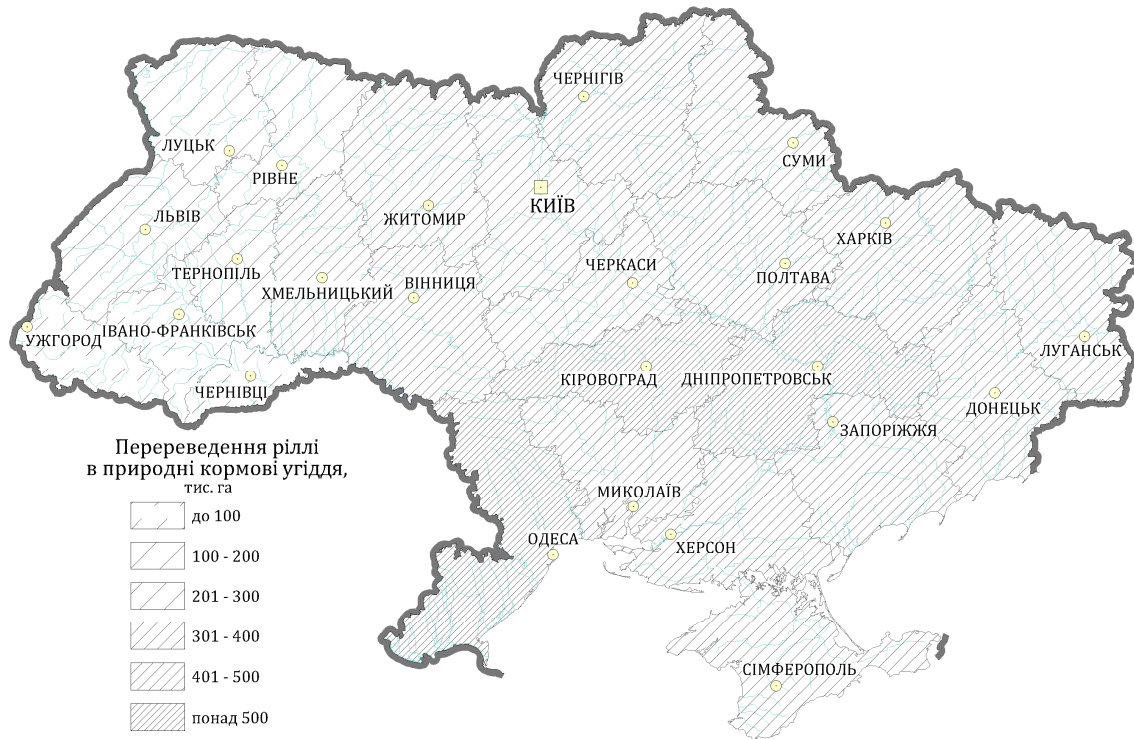 ЧЕРНІГІВ
ЛУЦЬК
СУМИ
РІВНЕ
КИЇВ
ЛЬВІВ
ЖИТОМИР
ХАРКІВ
ЧЕРКАСИ
ТЕРНОПІЛЬ
ПОЛТАВА
ВІННИЦЯ
ХМЕЛЬНИЦЬКИЙ
ІВАНО-ФРАНКІВСЬК
УЖГОРОД
ЛУГАНСЬК
КІРОВОГРАД
ДНІПРОПЕТРОВСЬК
ЧЕРНІВЦІ
ДОНЕЦЬК
ЗАПОРІЖЖЯ
МИКОЛАЇВ
ОДЕСА
ХЕРСОН
СІМФЕРОПОЛЬ
Перереведення ріллі
в природні кормові угіддя,
тис. га
до 100
100 - 200
201 - 300
301 - 400
401 - 500
понад 500